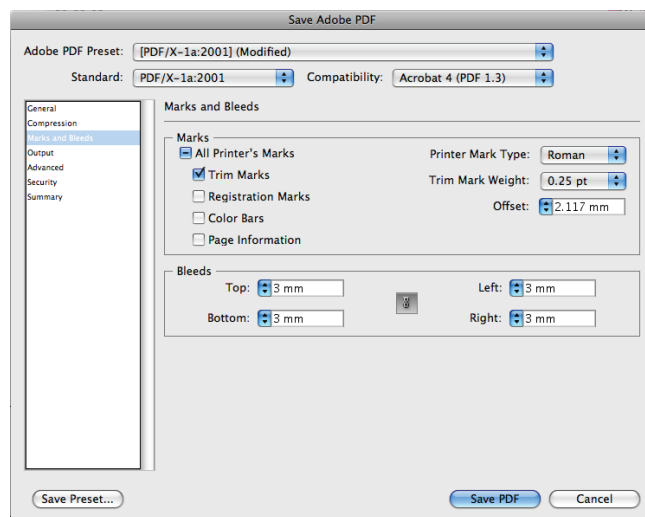 Save Adobe PDF
Adobe PDF Preset: [PDF/X-1a:2001] (Modified)
Standard: PDF/X-1a:2001 Compatibility: Acrobat 4 (PDF 1.3)
General
Compression
Marks and Bleeds
Output
Advanced
Security
Summary
Marks and Bleeds
Marks
All Printer's Marks
Trim Marks
Registration Marks
Color Bars
Page Information
Printer Mark Type: Roman
Trim Mark Weight: 0.25 pt
Offset: 2.117 mm
Bleeds
Top: 3 mm Left: 3 mm
Bottom: 3 mm Right: 3 mm
Save Preset... Save PDF Cancel